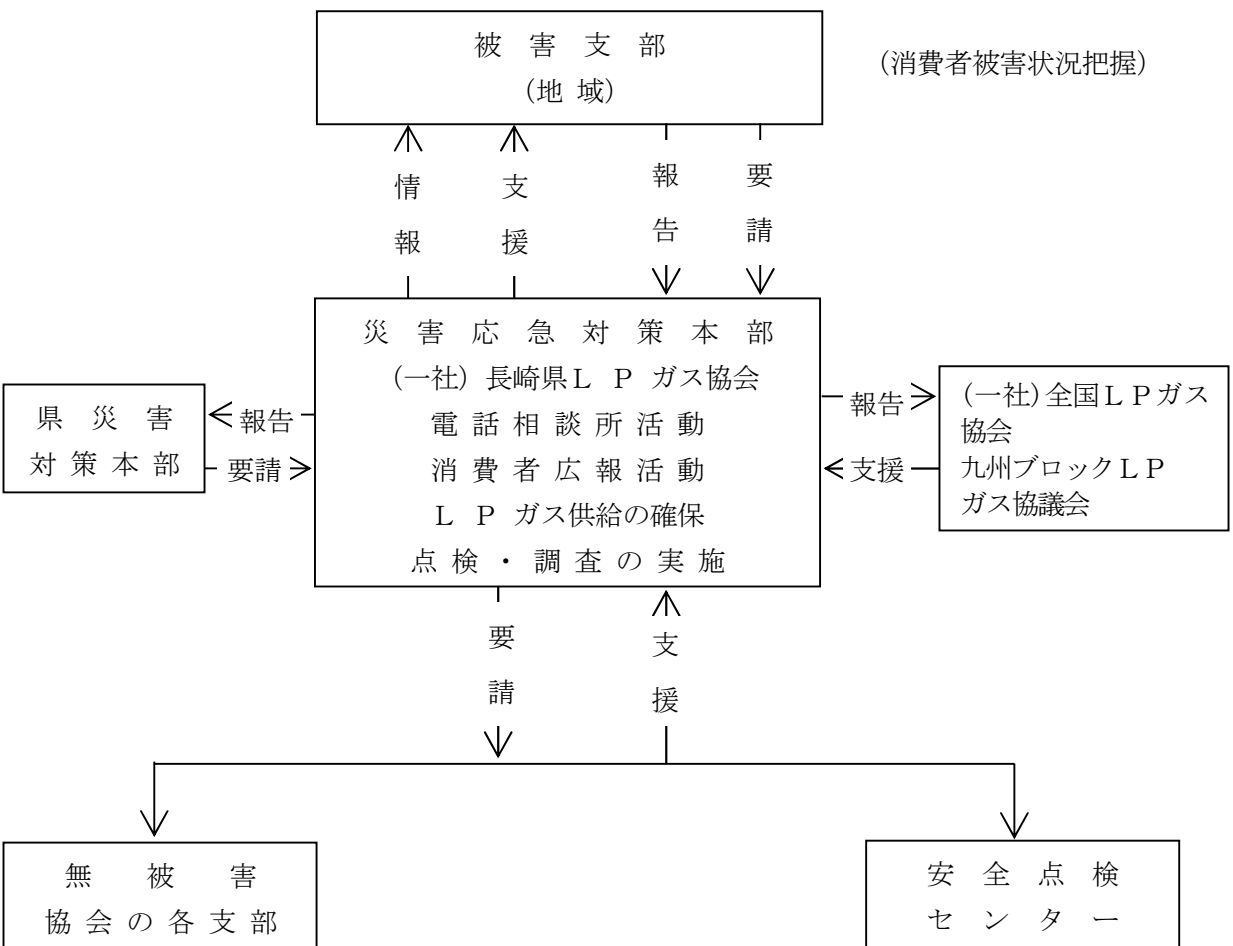 被害支部
(地域)
(消費者被害状況把握)
情報
支援
報告
要請
災害応急対策本部
(一社)長崎県LPガス協会
電話相談所活動
消費者広報活動
LPガス供給の確保
点検・調査の実施
県災害
対策本部
報告
要請
報告
支援
(一社)全国LPガス
協会
九州ブロックLP
ガス協議会
要請
支援
無被害
協会の各支部
安全点検
センター